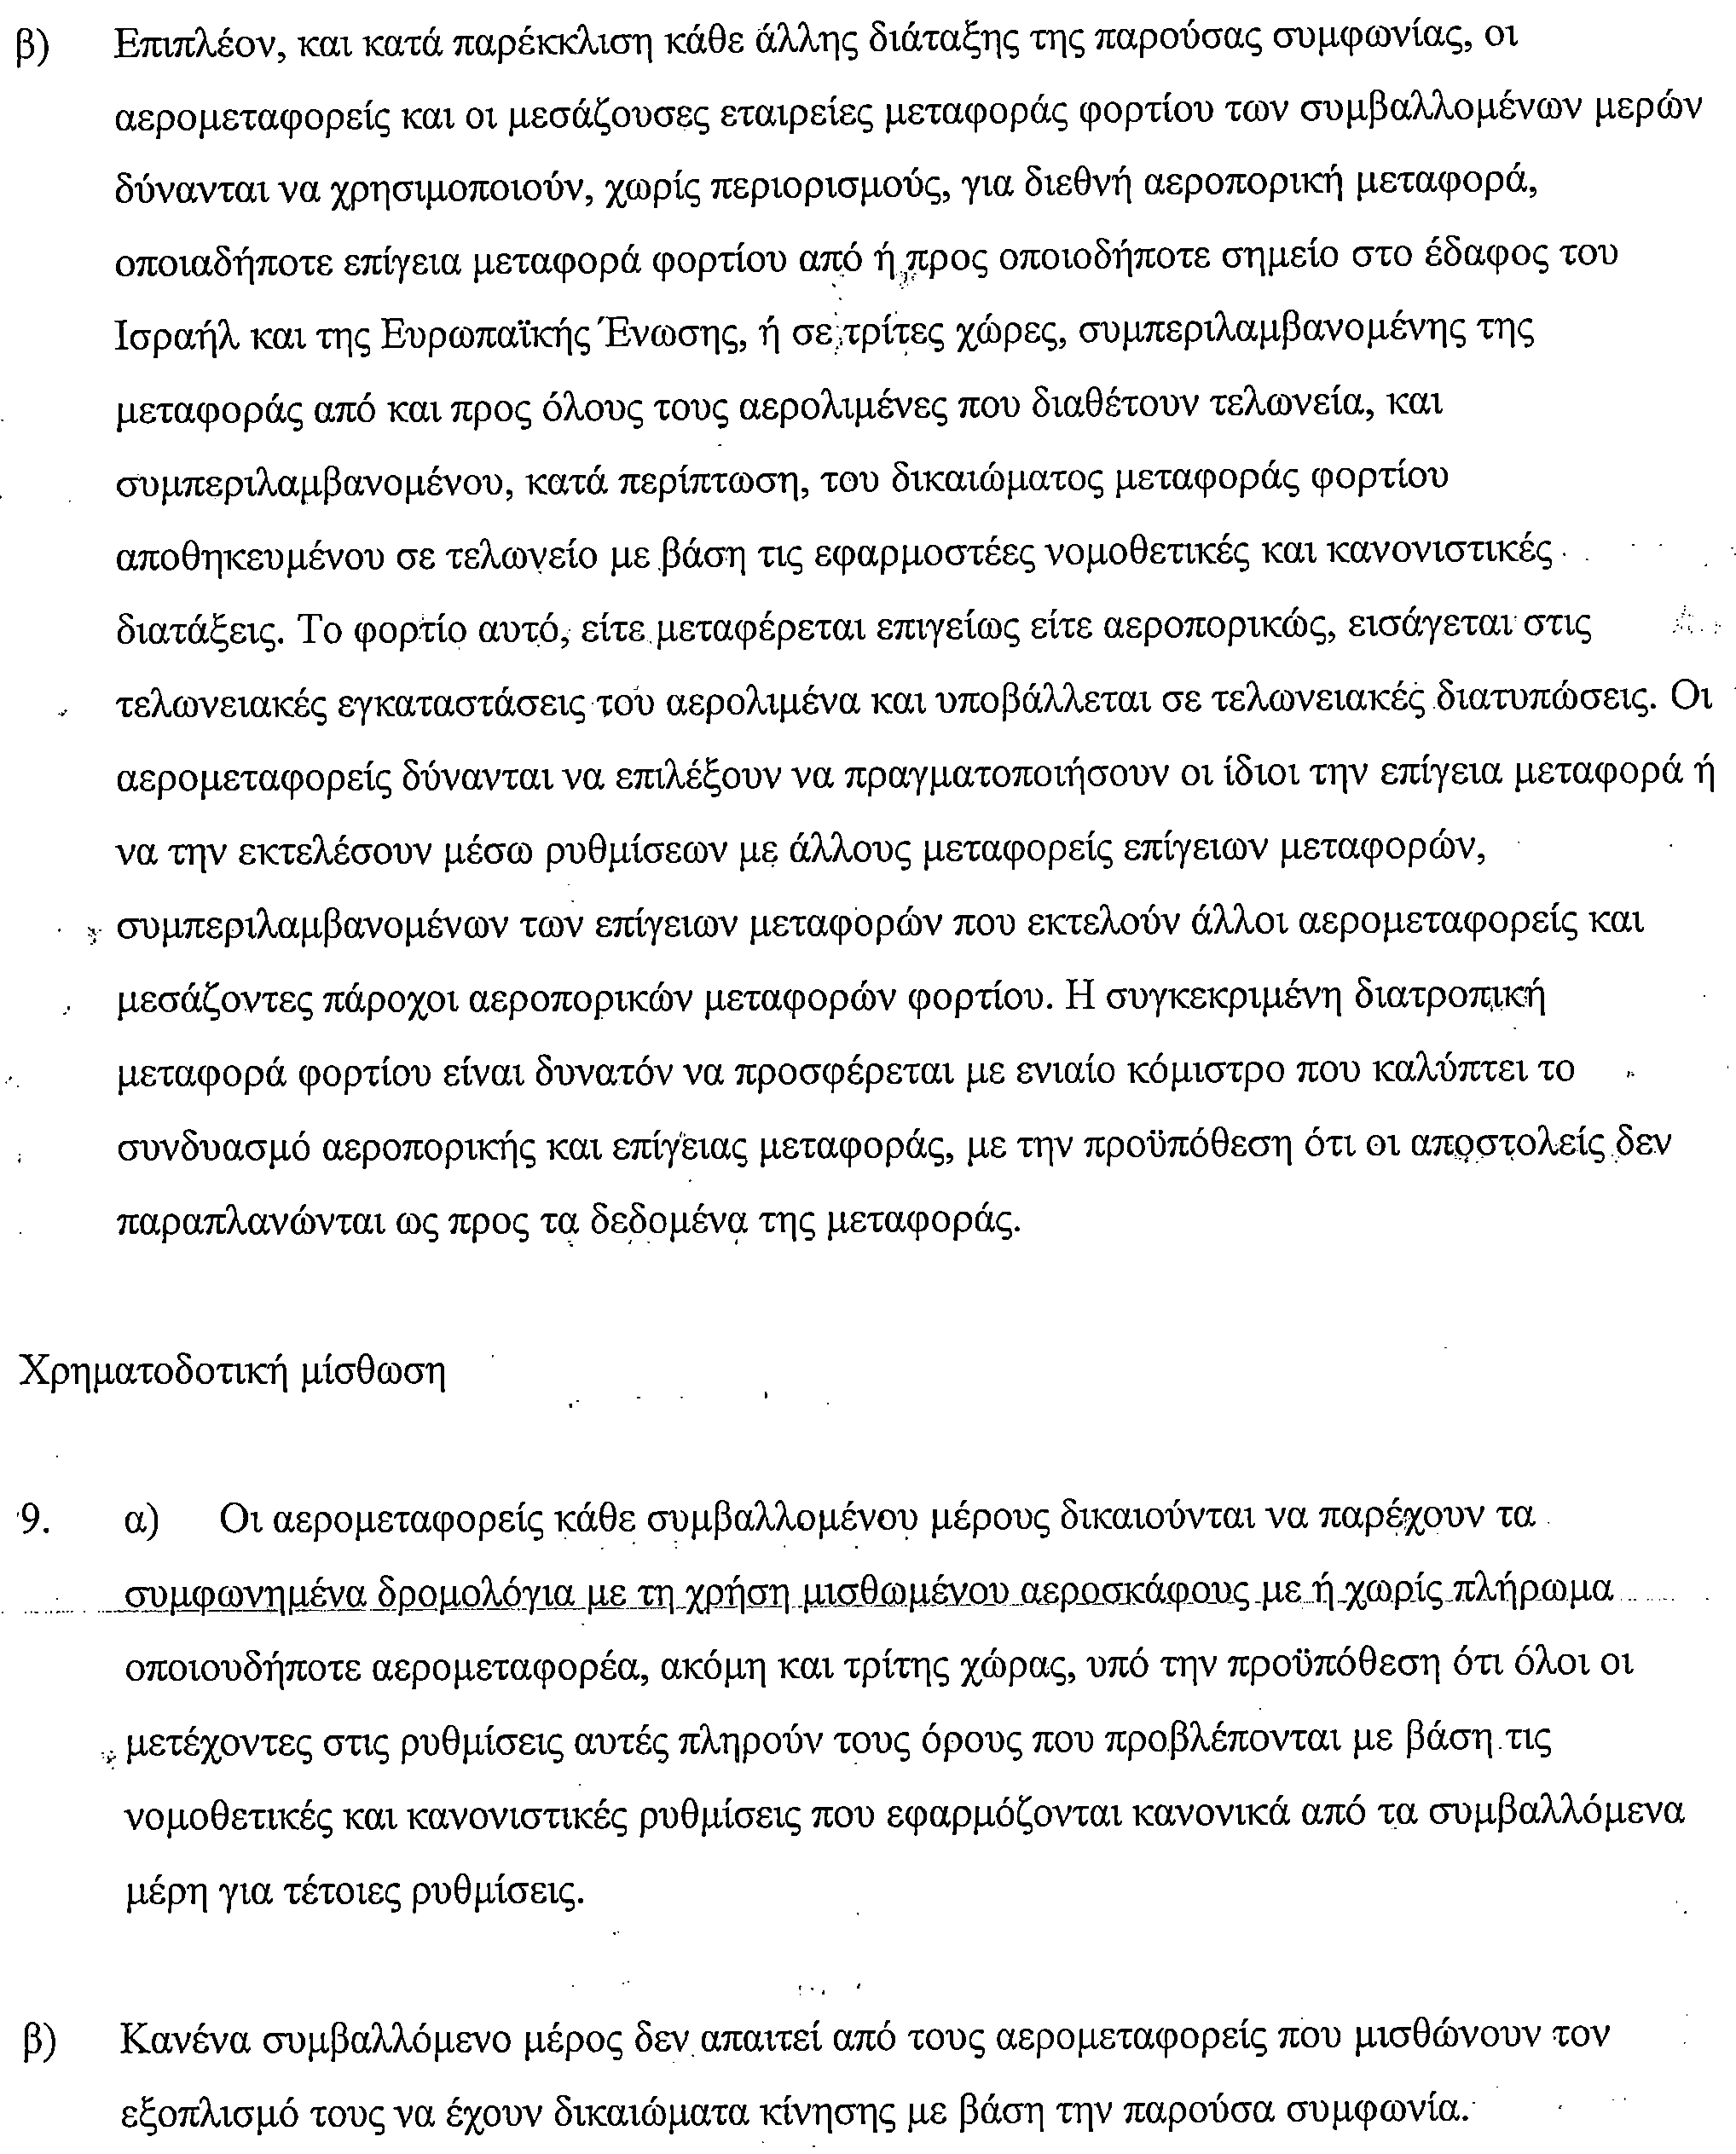 β) Επιπλέον, και κατά παρέκκλιση κάθε άλλης διάταξης της παρούσας συμφωνίας, οι
αερομεταφορείς και οι μεσάζουσες εταιρείες μεταφοράς φορτίου των συμβαλλομένων μερών
δύνανται να χρησιμοποιούν, χωρίς περιορισμούς, για διεθνή αεροπορική μεταφορά,
οποιαδήποτε επίγεια μεταφορά φορτίου από ή προς οποιοδήποτε σημείο στο έδαφος του
Ισραήλ και της Ευρωπαϊκής Ένωσης, ή σε τρίτες χώρες, συμπεριλαμβανομένης της
μεταφοράς από και προς όλους τους αερολιμένες που διαθέτουν τελωνεία, και
συμπεριλαμβανομένου, κατά περίπτωση, του δικαιώματος μεταφοράς φορτίου
αποθηκευμένου σε τελωνείο με βάση τις εφαρμοστέες νομοθετικές και κανονιστικές
διατάξεις. Το φορτίο αυτό, είτε μεταφέρεται επιγείως είτε αεροπορικώς, εισάγεται στις
τελωνειακές εγκαταστάσεις του αερολιμένα και υποβάλλεται σε τελωνειακές διατυπώσεις. Οι
αερομεταφορείς δύνανται να επιλέξουν να πραγματοποιήσουν οι ίδιοι την επίγεια μεταφορά ή
να την εκτελέσουν μέσω ρυθμίσεων με άλλους μεταφορείς επίγειων μεταφορών,
συμπεριλαμβανομένων των επίγειων μεταφορών που εκτελούν άλλοι αερομεταφορείς και
μεσάζοντες πάροχοι αεροπορικών μεταφορών φορτίου. Η συγκεκριμένη διατροπική
μεταφορά φορτίου είναι δυνατόν να προσφέρεται με ενιαίο κόμιστρο που καλύπτει το
συνδυασμό αεροπορικής και επίγειας μεταφοράς, με την προϋπόθεση ότι οι αποστολείς δεν
παραπλανώνται ως προς τα δεδομένα της μεταφοράς.
Χρηματοδοτική μίσθωση
9. α) Οι αερομεταφορείς κάθε συμβαλλομένου μέρους δικαιούνται να παρέχουν τα
συμφωνημένα δρομολόγια με τη χρήση μισθωμένου αεροσκάφους με ή χωρίς πλήρωμα
οποιουδήποτε αερομεταφορέα, ακόμη και τρίτης χώρας, υπό την προϋπόθεση ότι όλοι οι
μετέχοντες στις ρυθμίσεις αυτές πληρούν τους όρους που προβλέπονται με βάση τις
νομοθετικές και κανονιστικές ρυθμίσεις που εφαρμόζονται κανονικά από τα συμβαλλόμενα
μέρη για τέτοιες ρυθμίσεις.
β) Κανένα συμβαλλόμενο μέρος δεν απαιτεί από τους αερομεταφορείς που μισθώνουν τον
εξοπλισμό τους να έχουν δικαιώματα κίνησης με βάση την παρούσα συμφωνία.